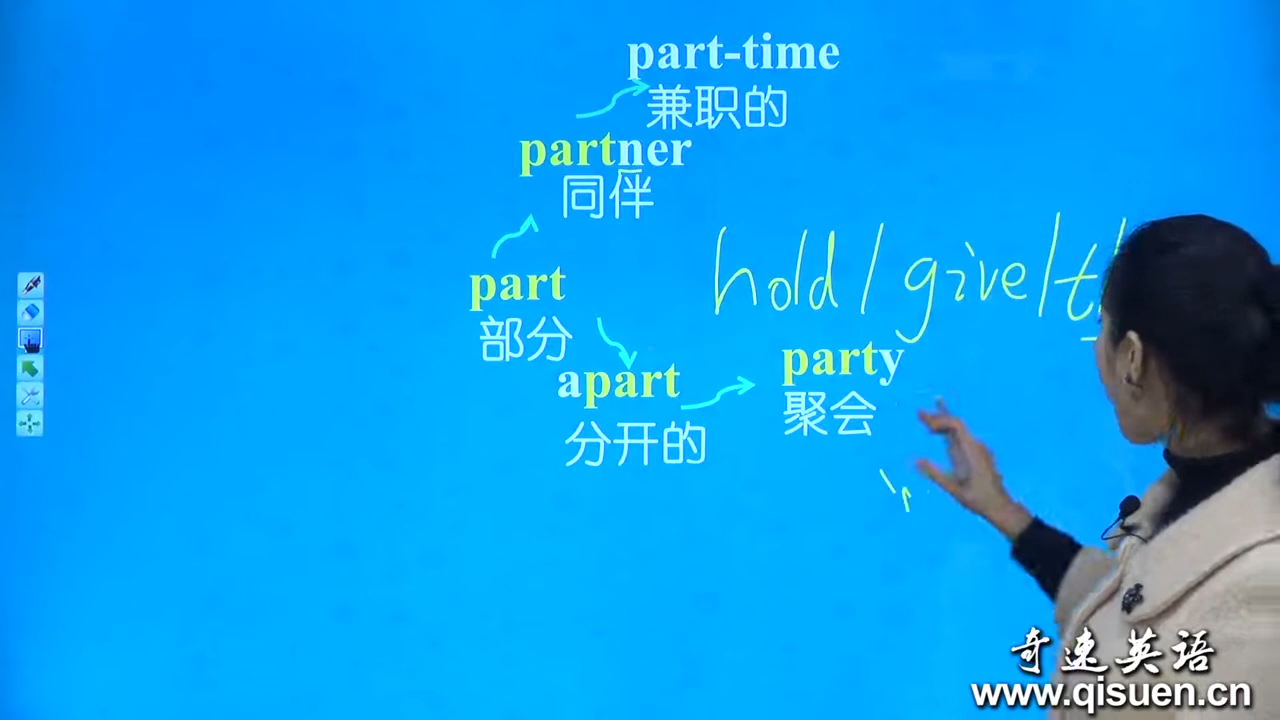 part-time
兼职的
partner
同伴
hold / give /
part
部分
party
apart
聚会
分开的
奇速英语
www.qisuen.cn